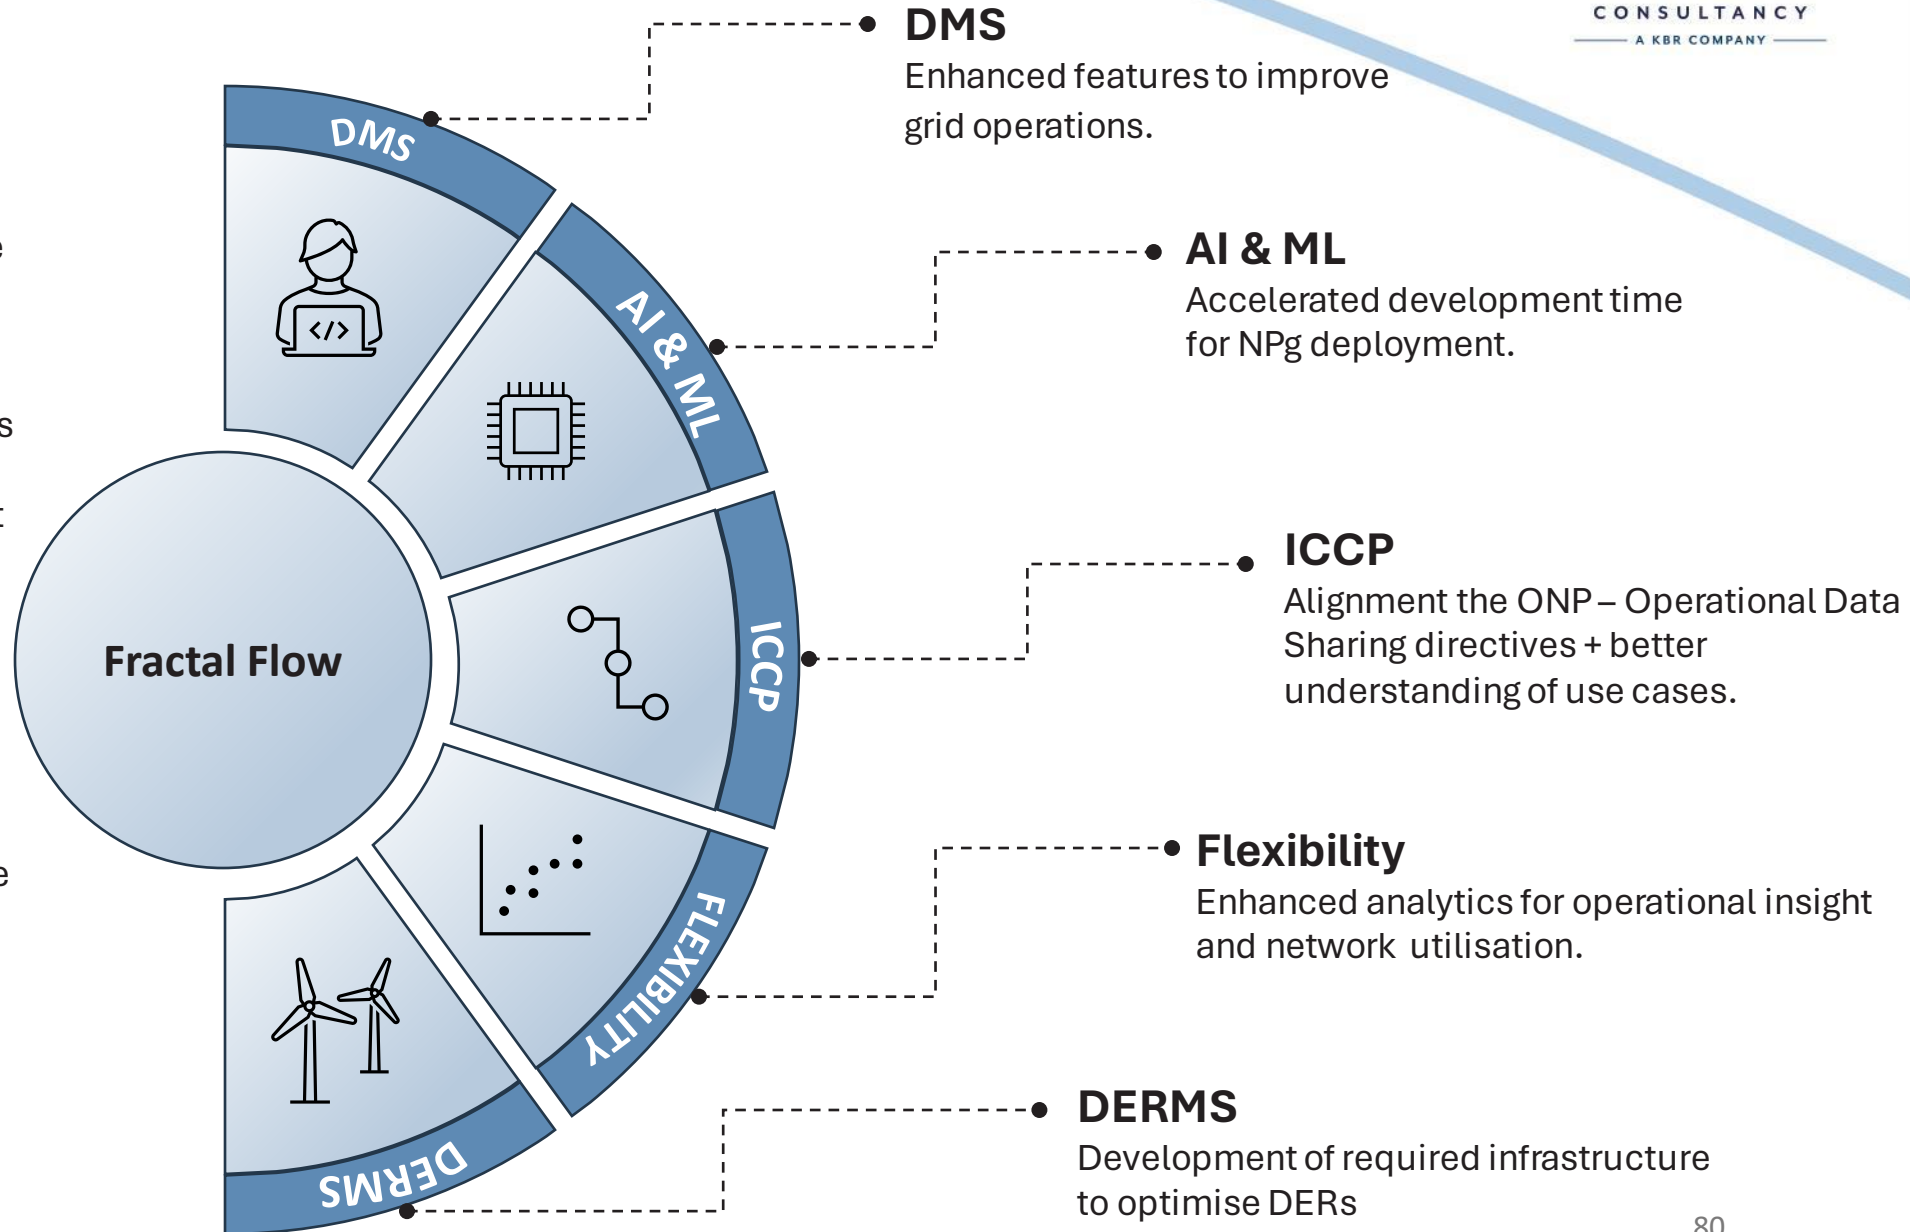 CONSULTANCY
A KBR COMPANY
DMS
Enhanced features to improve
grid operations.
DMS
AI & ML
Accelerated development time
for NPg deployment.
AI & ML
ICCP
Alignment the ONP – Operational Data
Sharing directives + better
understanding of use cases.
ICCP
Fractal Flow
Flexibility
Enhanced analytics for operational insight
and network utilisation.
FLEXIBILITY
DERMS
Development of required infrastructure
to optimise DERs
DERMS
80